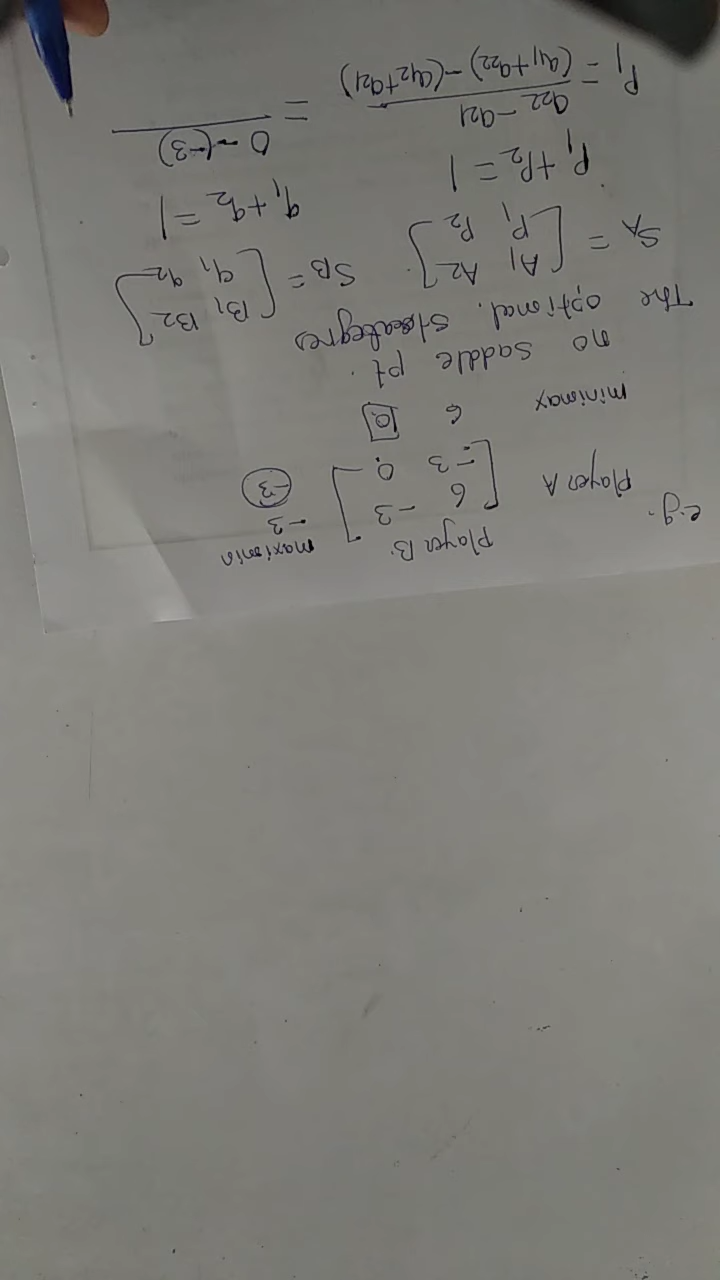 Player B. maximin
e.g. Player A [ 6 -3 ] -3
[ -3 0 ] (-3)
minimax 6 0
no saddle pt.
The optional. strategres
SA = [ A1 A2 ] SB = [ B1 B2 ]
[ P1 P2 ] [ q1 q2 ]
P1 + P2 = 1 q1 + q2 = 1
P1 = a22 - a21 / (a11 + a22) - (a12 + a21) = 0 - (-3)